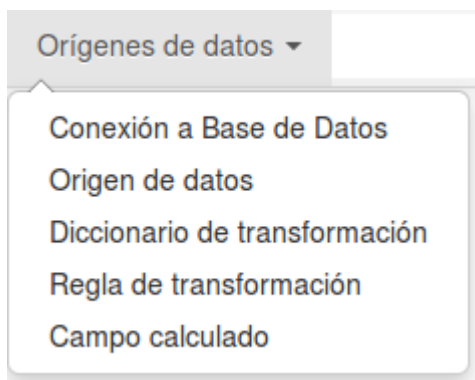 Orígenes de datos
Conexión a Base de Datos
Origen de datos
Diccionario de transformación
Regla de transformación
Campo calculado